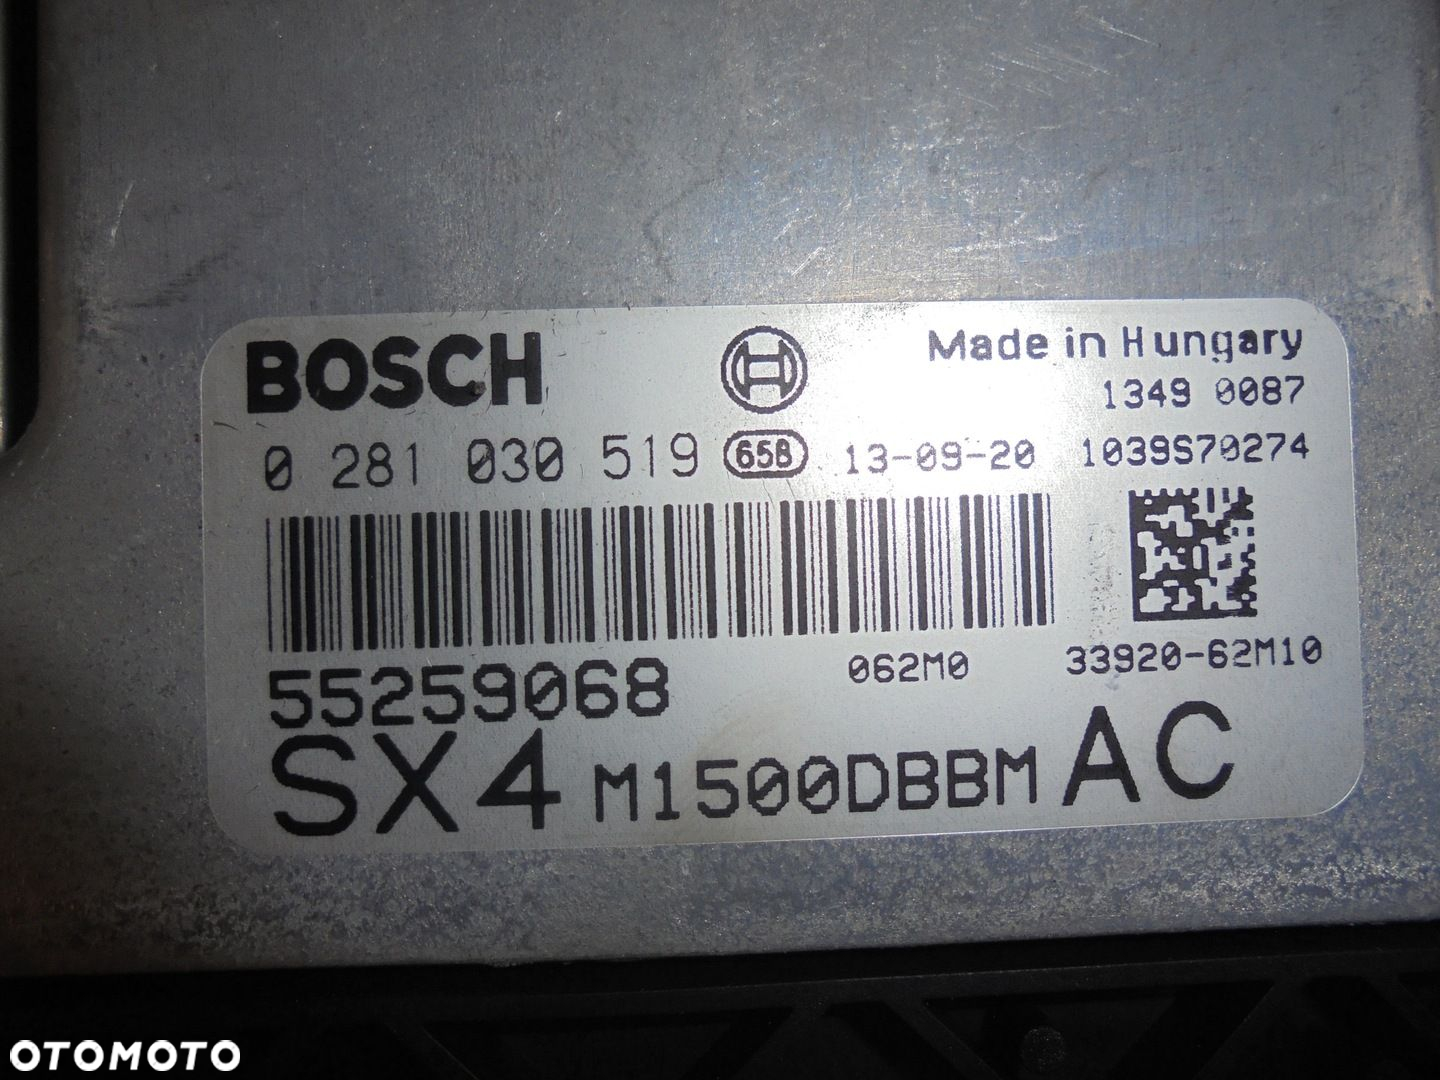 BOSCH
Made in Hungary
1349 0087
0 281 030 519 65B 13-09-20 1039S70274
062M0 33920-62M10
55259068
SX4 M1500DBBM AC
OTOMOTO